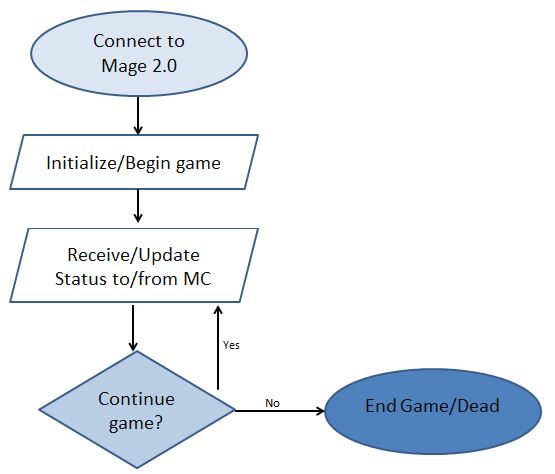 Connect to
Mage 2.0
Initialize/Begin game
Receive/Update
Status to/from MC
Yes
Continue
game?
No
End Game/Dead